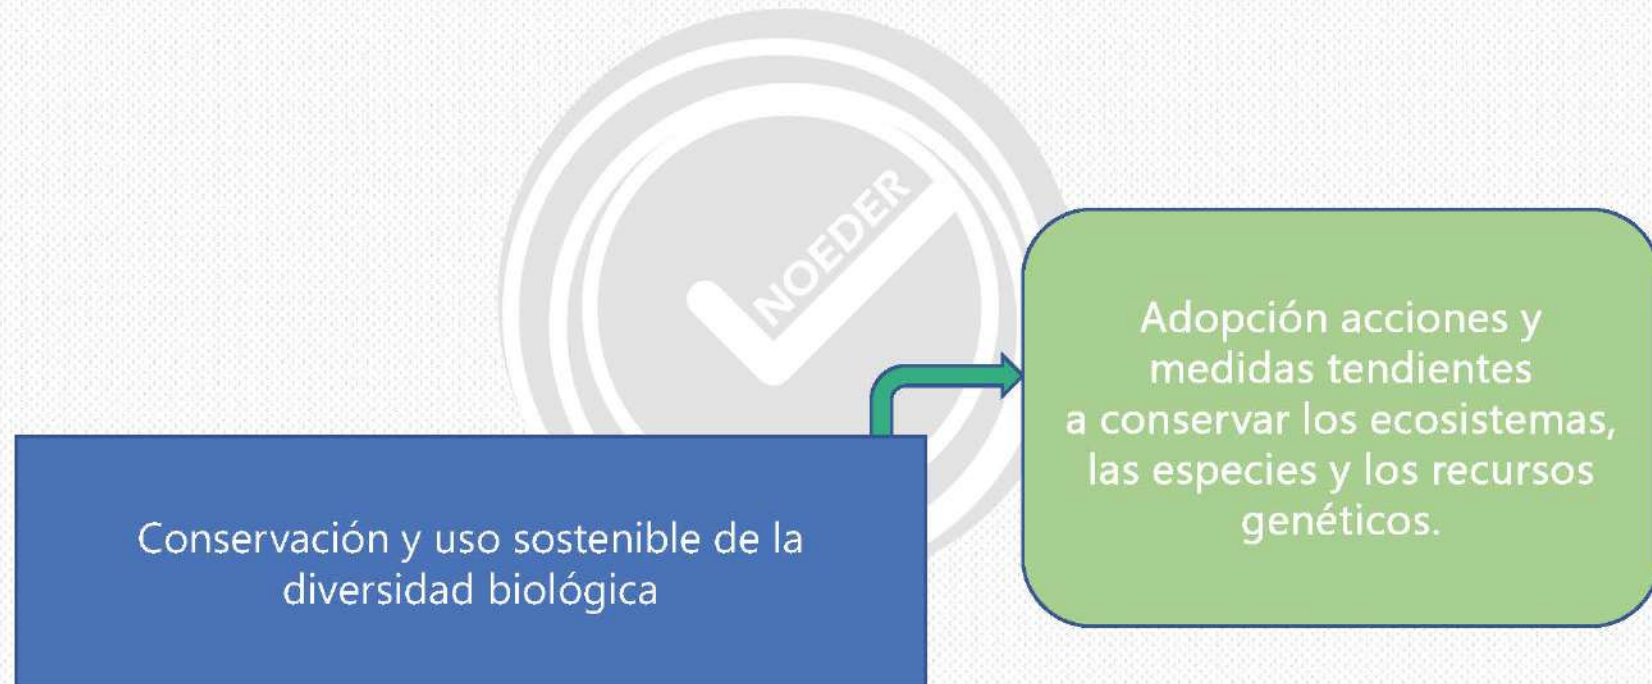 NOEDER
Adopción acciones y
medidas tendientes
a conservar los ecosistemas,
las especies y los recursos
genéticos.
Conservación y uso sostenible de la
diversidad biológica